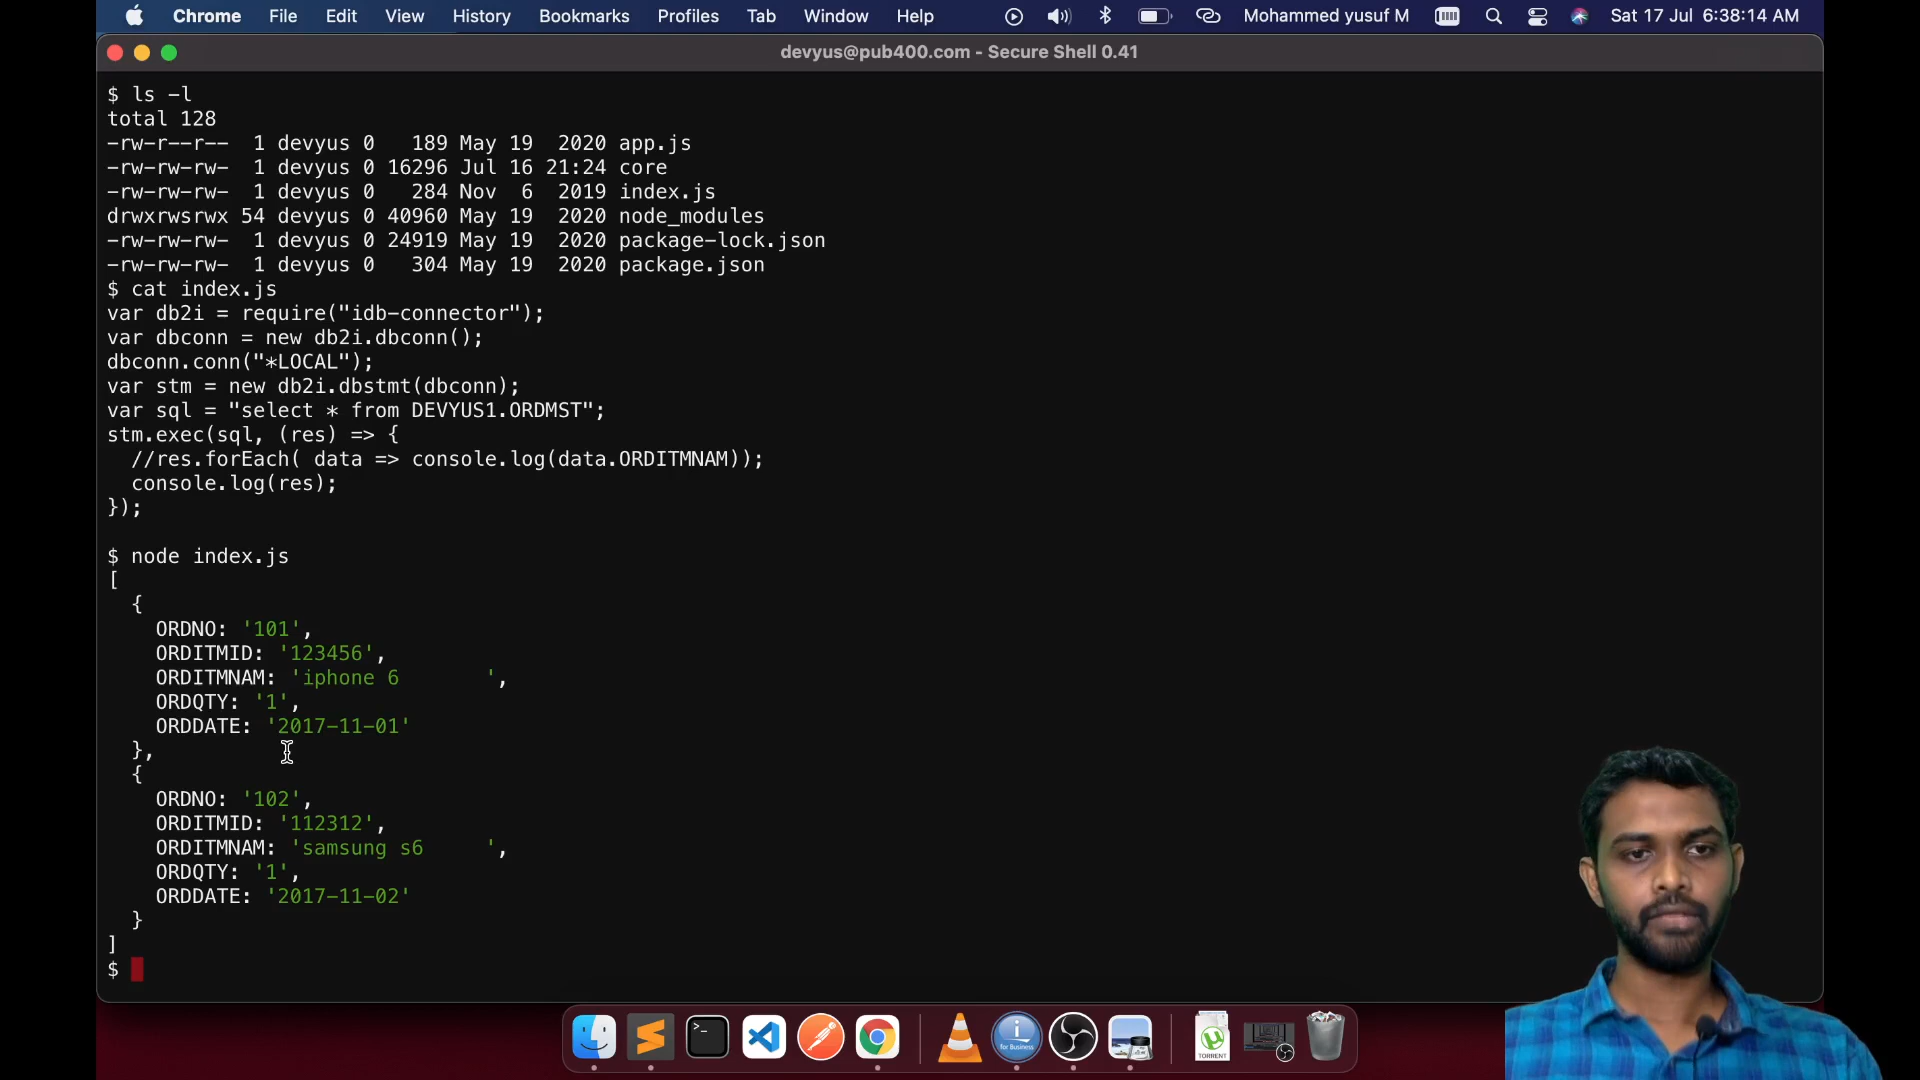 Chrome File Edit View History Bookmarks Profiles Tab Window Help Mohammed yusuf M Sat 17 Jul 6:38:14 AM
devyus@pub400.com - Secure Shell 0.41
$ ls -l
total 128
-rw-r--r-- 1 devyus 0 189 May 19 2020 app.js
-rw-rw-rw- 1 devyus 0 16296 Jul 16 21:24 core
-rw-rw-rw- 1 devyus 0 284 Nov 6 2019 index.js
drwxrwsrwx 54 devyus 0 40960 May 19 2020 node_modules
-rw-rw-rw- 1 devyus 0 24919 May 19 2020 package-lock.json
-rw-rw-rw- 1 devyus 0 304 May 19 2020 package.json
$ cat index.js
var db2i = require("idb-connector");
var dbconn = new db2i.dbconn();
dbconn.conn("*LOCAL");
var stm = new db2i.dbstmt(dbconn);
var sql = "select * from DEVYUS1.ORDMST";
stm.exec(sql, (res) => {
  //res.forEach( data => console.log(data.ORDITMNAM));
  console.log(res);
});
$ node index.js
[
  {
    ORDNO: '101',
    ORDITMID: '123456',
    ORDITMNAM: 'iphone 6       ',
    ORDQTY: '1',
    ORDDATE: '2017-11-01'
  },
  {
    ORDNO: '102',
    ORDITMID: '112312',
    ORDITMNAM: 'samsung s6     ',
    ORDQTY: '1',
    ORDDATE: '2017-11-02'
  }
]
$
for Business
TORRENT